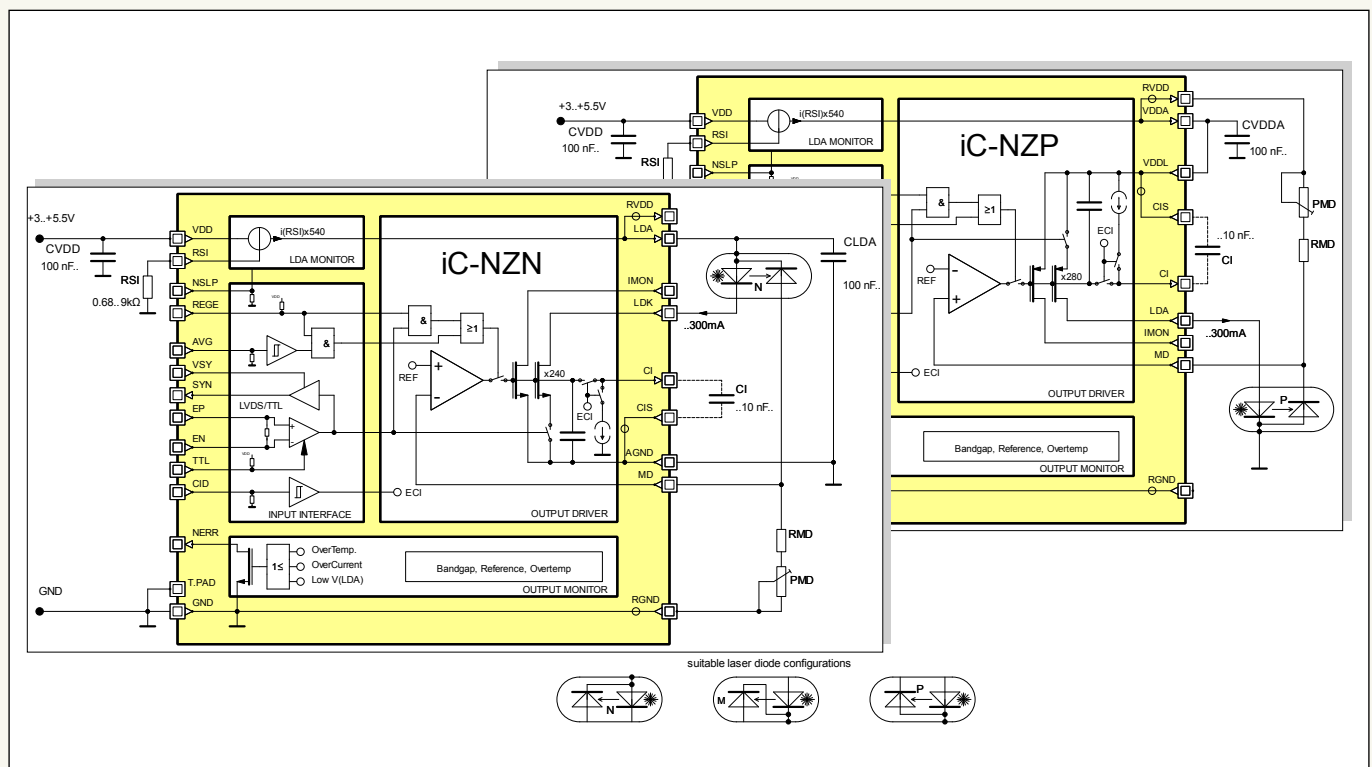 +3..+5.5V
CVDD
100 nF..
RSI
VDD
RSI
NSLP
i(RSI)x540
LDA MONITOR
iC-NZP
&
≥1
REF
x280
ECI
OUTPUT DRIVER
ECI
Bandgap, Reference, Overtemp
OUTPUT MONITOR
RVDD
VDDA
VDDL
CIS
CI
LDA
IMON
MD
RGND
CVDDA
100 nF..
PMD
RMD
..10 nF..
CI
..300mA
P
+3..+5.5V
CVDD
100 nF..
RSI
0.68..9kΩ
GND
VDD
RSI
NSLP
REGE
AVG
VSY
SYN
EP
EN
TTL
CID
NERR
T.PAD
GND
i(RSI)x540
LDA MONITOR
VDD
&
LVDS/TTL
VDD
INPUT INTERFACE
iC-NZN
&
≥1
REF
x240
ECI
ECI
OUTPUT DRIVER
1≤
OverTemp.
OverCurrent
Low V(LDA)
Bandgap, Reference, Overtemp
OUTPUT MONITOR
RVDD
LDA
IMON
LDK
CI
CIS
AGND
MD
RGND
CLDA
100 nF..
N
..300mA
CI
..10 nF..
RMD
PMD
suitable laser diode configurations
N
M
P